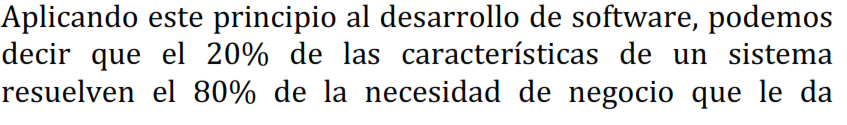 Aplicando este principio al desarrollo de software, podemos
decir que el 20% de las características de un sistema
resuelven el 80% de la necesidad de negocio que le da